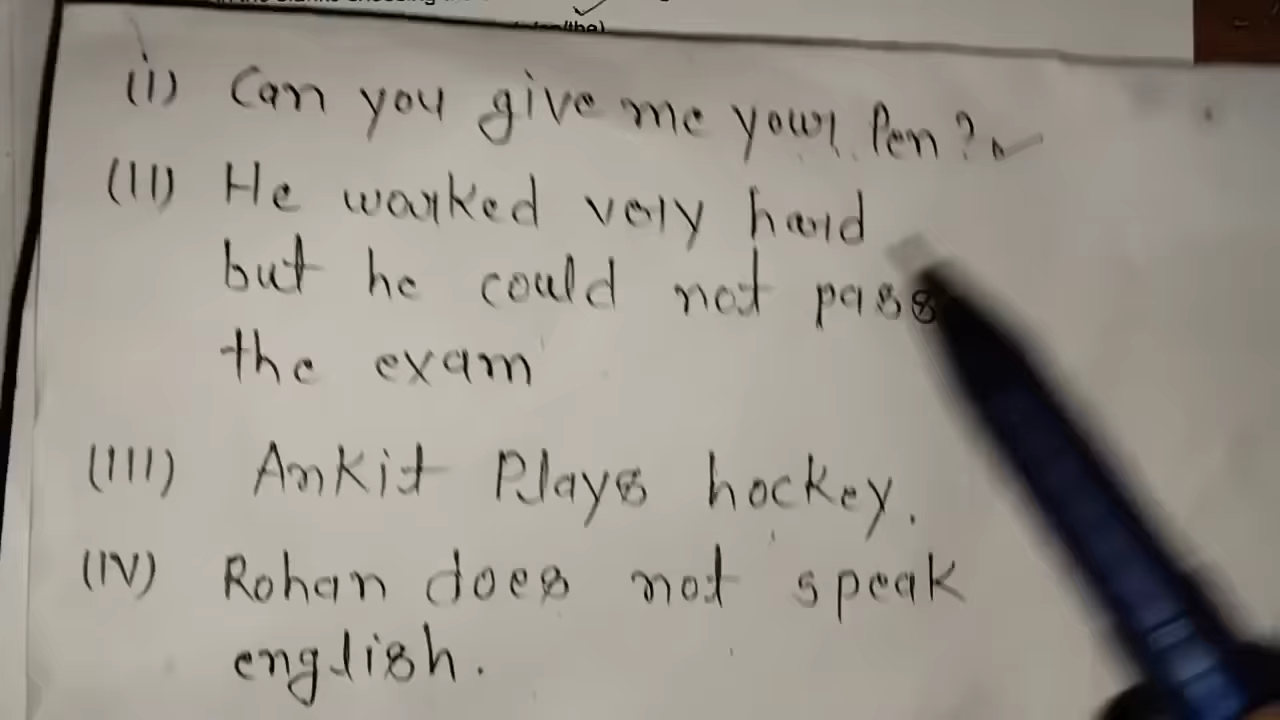 (i) Can you give me your Pen?
(II) He worked very hard
but he could not pass
the exam
(III) Ankit Plays hockey.
(IV) Rohan does not speak
english.